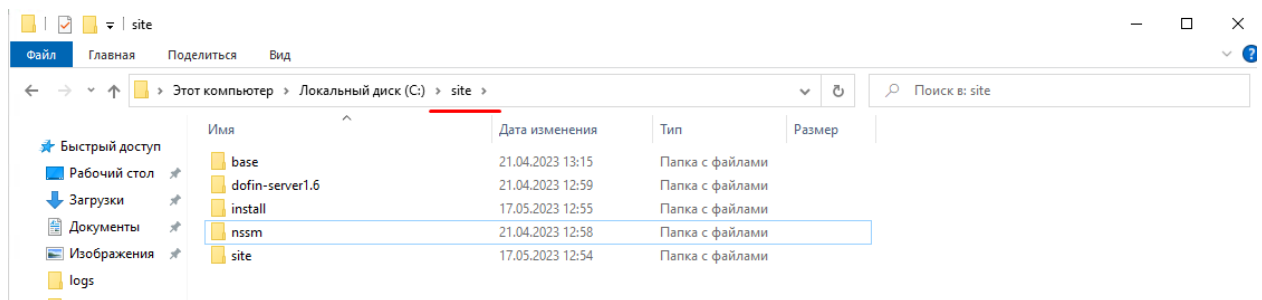 site
Файл Главная Поделиться Вид
Этот компьютер › Локальный диск (C:) › site ›
Поиск в: site
Имя Дата изменения Тип Размер
Быстрый доступ
Рабочий стол
Загрузки
Документы
Изображения
logs
base 21.04.2023 13:15 Папка с файлами
dofin-server1.6 21.04.2023 12:59 Папка с файлами
install 17.05.2023 12:55 Папка с файлами
nssm 21.04.2023 12:58 Папка с файлами
site 17.05.2023 12:54 Папка с файлами